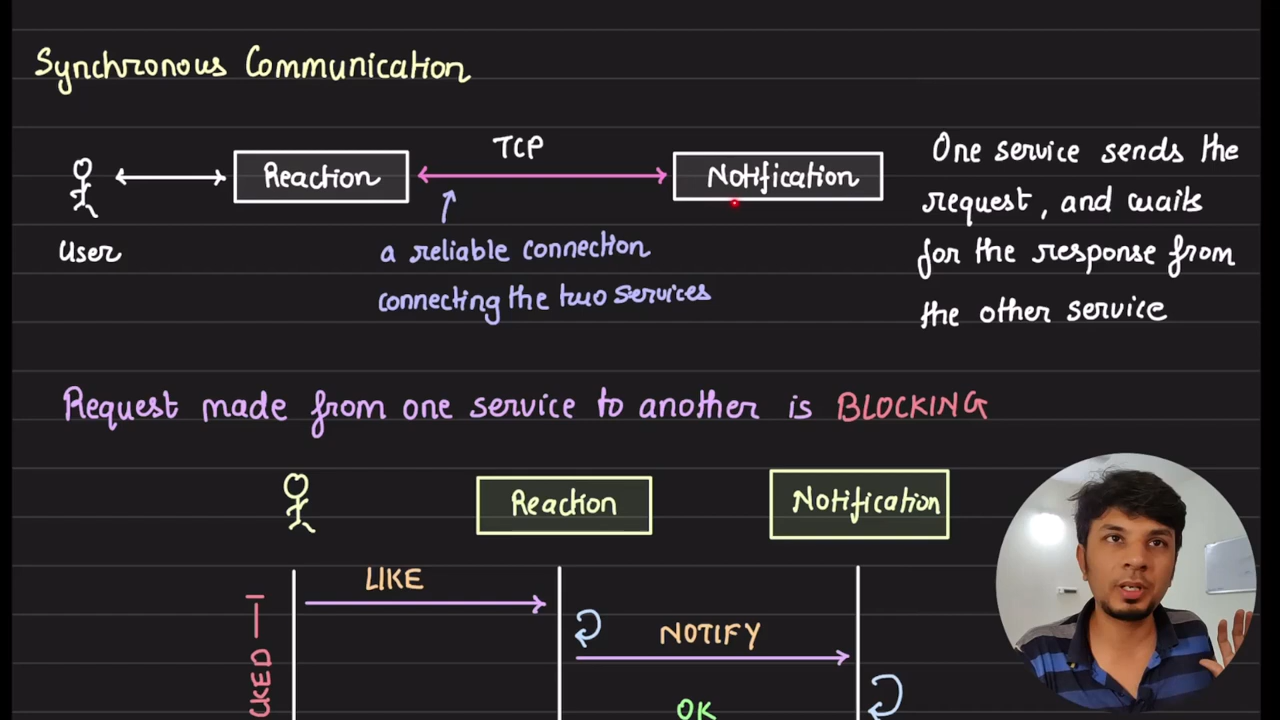 Synchronous Communication
TCP
Reaction
Notification
User
a reliable connection
connecting the two services
One service sends the
request, and waits
for the response from
the other service
Request made from one service to another is BLOCKING
Reaction
Notification
LIKE
NOTIFY
CKED
OK